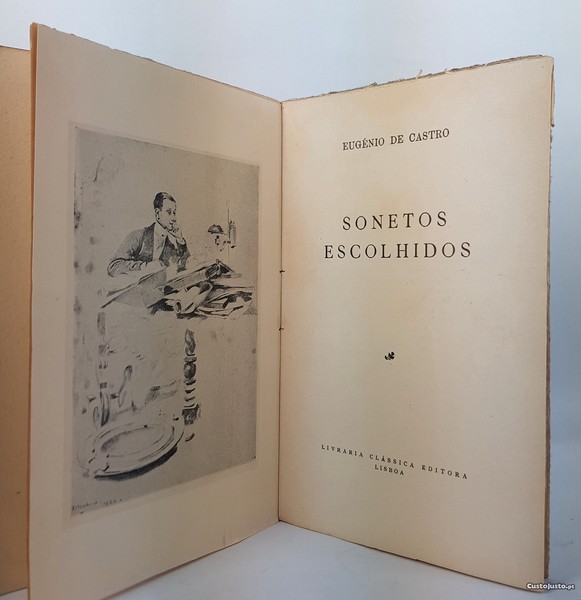 EUGÉNIO DE CASTRO
SONETOS
ESCOLHIDOS
LIVRARIA CLÁSSICA EDITORA
LISBOA
CustoJusto.pt